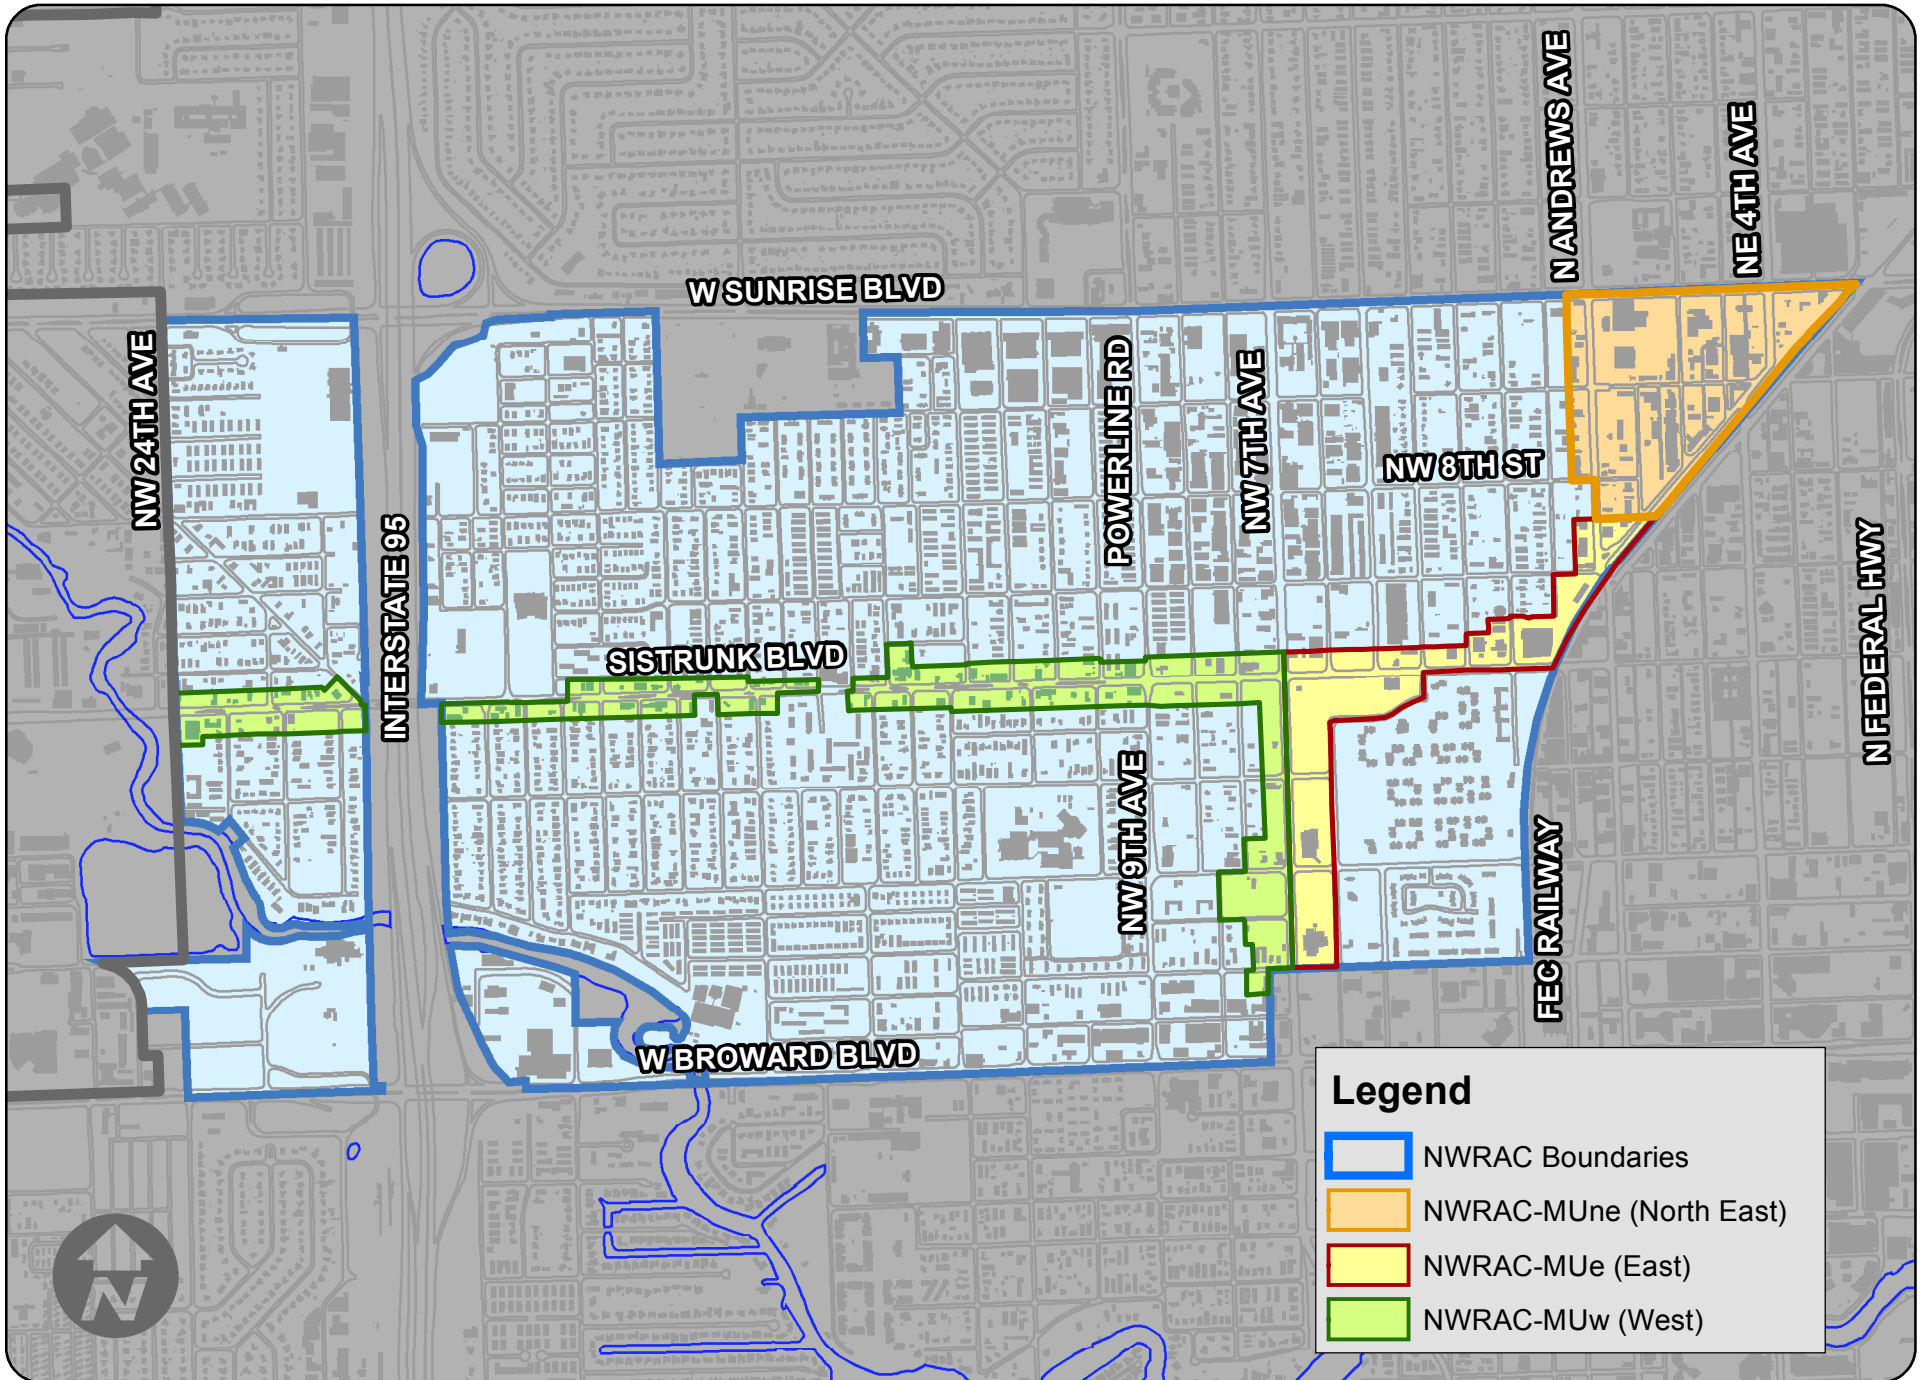 N ANDREWS AVE
NE 4TH AVE
W SUNRISE BLVD
NW 24TH AVE
POWERLINE RD
NW 7TH AVE
NW 8TH ST
INTERSTATE 95
N FEDERAL HWY
SISTRUNK BLVD
NW 9TH AVE
FEC RAILWAY
W BROWARD BLVD
Legend
NWRAC Boundaries
NWRAC-MUne (North East)
NWRAC-MUe (East)
NWRAC-MUw (West)
N